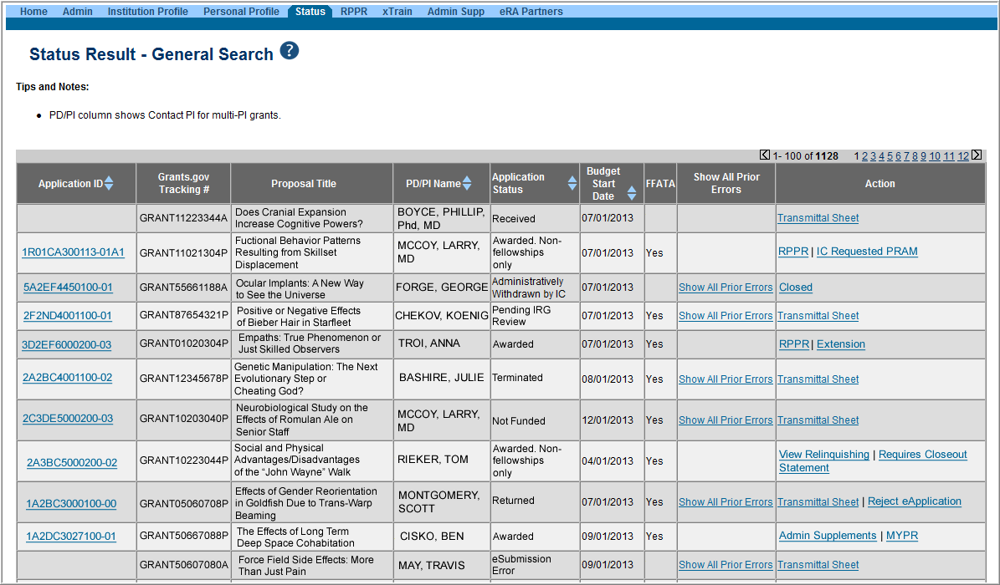 Home Admin Institution Profile Personal Profile Status RPPR xTrain Admin Supp eRA Partners
Status Result - General Search ?
Tips and Notes:
• PD/PI column shows Contact PI for multi-PI grants.
1- 100 of 1128 1 2 3 4 5 6 7 8 9 10 11 12
Application ID
Grants.gov
Tracking #
Proposal Title
PD/PI Name
Application
Status
Budget
Start
Date
FFATA
Show All Prior
Errors
Action
GRANT11223344A
Does Cranial Expansion
Increase Cognitive Powers?
BOYCE, PHILLIP,
Phd, MD
Received
07/01/2013
Transmittal Sheet
1R01CA300113-01A1
GRANT11021304P
Fuctional Behavior Patterns
Resulting from Skillset
Displacement
MCCOY, LARRY,
MD
Awarded. Non-
fellowships
only
07/01/2013
Yes
RPPR | IC Requested PRAM
5A2EF4450100-01
GRANT55661188A
Ocular Implants: A New Way
to See the Universe
FORGE, GEORGE
Administratively
Withdrawn by IC
07/01/2013
Show All Prior Errors
Closed
2F2ND4001100-01
GRANT87654321P
Positive or Negative Effects
of Bieber Hair in Starfleet
CHEKOV, KOENIG
Pending IRG
Review
07/01/2013
Yes
Show All Prior Errors
Transmittal Sheet
3D2EF6000200-03
GRANT01020304P
Empaths: True Phenomenon or
Just Skilled Observers
TROI, ANNA
Awarded
07/01/2013
Yes
RPPR | Extension
2A2BC4001100-02
GRANT12345678P
Genetic Manipulation: The Next
Evolutionary Step or
Cheating God?
BASHIRE, JULIE
Terminated
08/01/2013
Yes
Show All Prior Errors
Transmittal Sheet
2C3DE5000200-03
GRANT10203040P
Neurobiological Study on the
Effects of Romulan Ale on
Senior Staff
MCCOY, LARRY,
MD
Not Funded
12/01/2013
Yes
Show All Prior Errors
Transmittal Sheet
2A3BC5000200-02
GRANT10223044P
Social and Physical
Advantages/Disadvantages
of the “John Wayne” Walk
RIEKER, TOM
Awarded. Non-
fellowships
only
04/01/2013
Yes
View Relinquishing | Requires Closeout
Statement
1A2BC3000100-00
GRANT05060708P
Effects of Gender Reorientation
in Goldfish Due to Trans-Warp
Beaming
MONTGOMERY,
SCOTT
Returned
07/01/2013
Yes
Show All Prior Errors
Transmittal Sheet | Reject eApplication
1A2DC3027100-01
GRANT50667088P
The Effects of Long Term
Deep Space Cohabitation
CISKO, BEN
Awarded
09/01/2013
Yes
Admin Supplements | MYPR
GRANT50607080A
Force Field Side Effects: More
Than Just Pain
MAY, TRAVIS
eSubmission
Error
09/01/2013
Show All Prior Errors
Transmittal Sheet